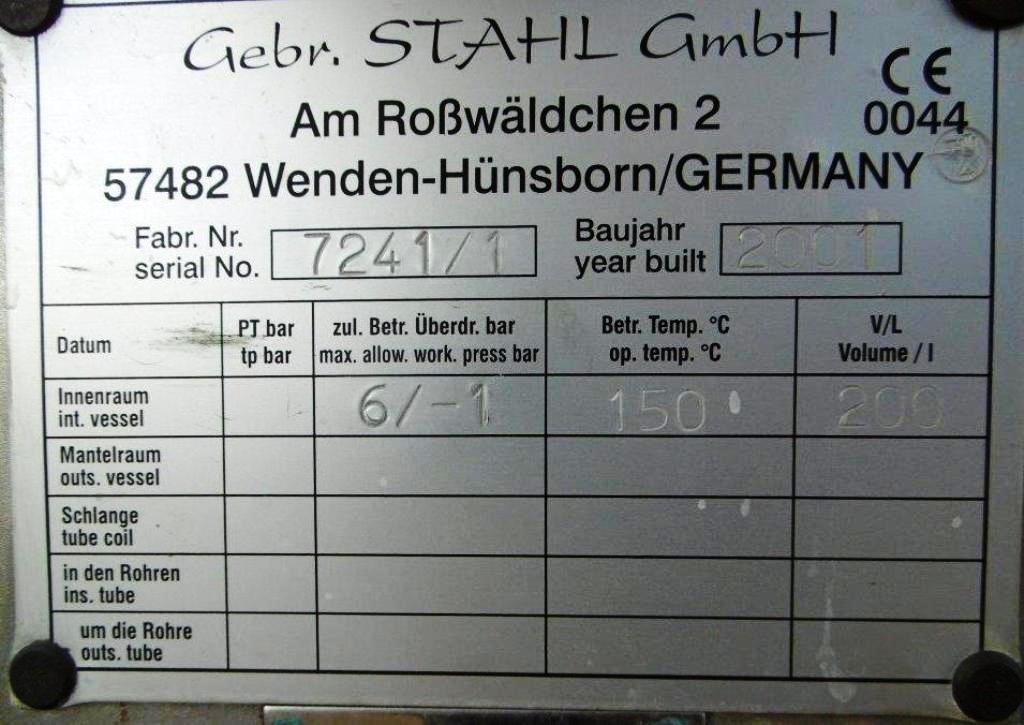 Gebr. STAHL GmbH
CE
Am Roßwäldchen 2 0044
57482 Wenden-Hünsborn/GERMANY
Fabr. Nr.
serial No. 7241/1
Baujahr
year built 2001
Datum
PT bar
tp bar
zul. Betr. Überdr. bar
max. allow. work. press bar
Betr. Temp. °C
op. temp. °C
V/L
Volume / l
Innenraum
int. vessel
6/-1 150 200
Mantelraum
outs. vessel
Schlange
tube coil
in den Rohren
ins. tube
um die Rohre
outs. tube